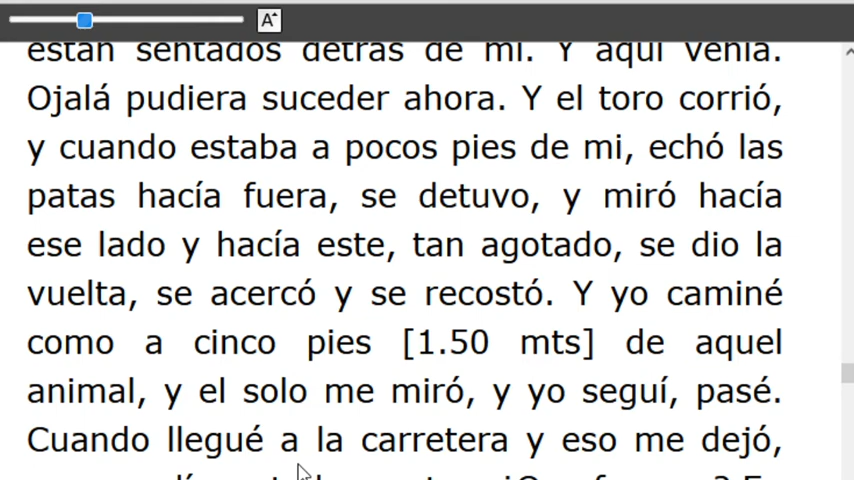 A
están sentados detrás de mi. Y aquí venía.
Ojalá pudiera suceder ahora. Y el toro corrió,
y cuando estaba a pocos pies de mi, echó las
patas hacía fuera, se detuvo, y miró hacía
ese lado y hacía este, tan agotado, se dio la
vuelta, se acercó y se recostó. Y yo caminé
como a cinco pies [1.50 mts] de aquel
animal, y el solo me miró, y yo seguí, pasé.
Cuando llegué a la carretera y eso me dejó,